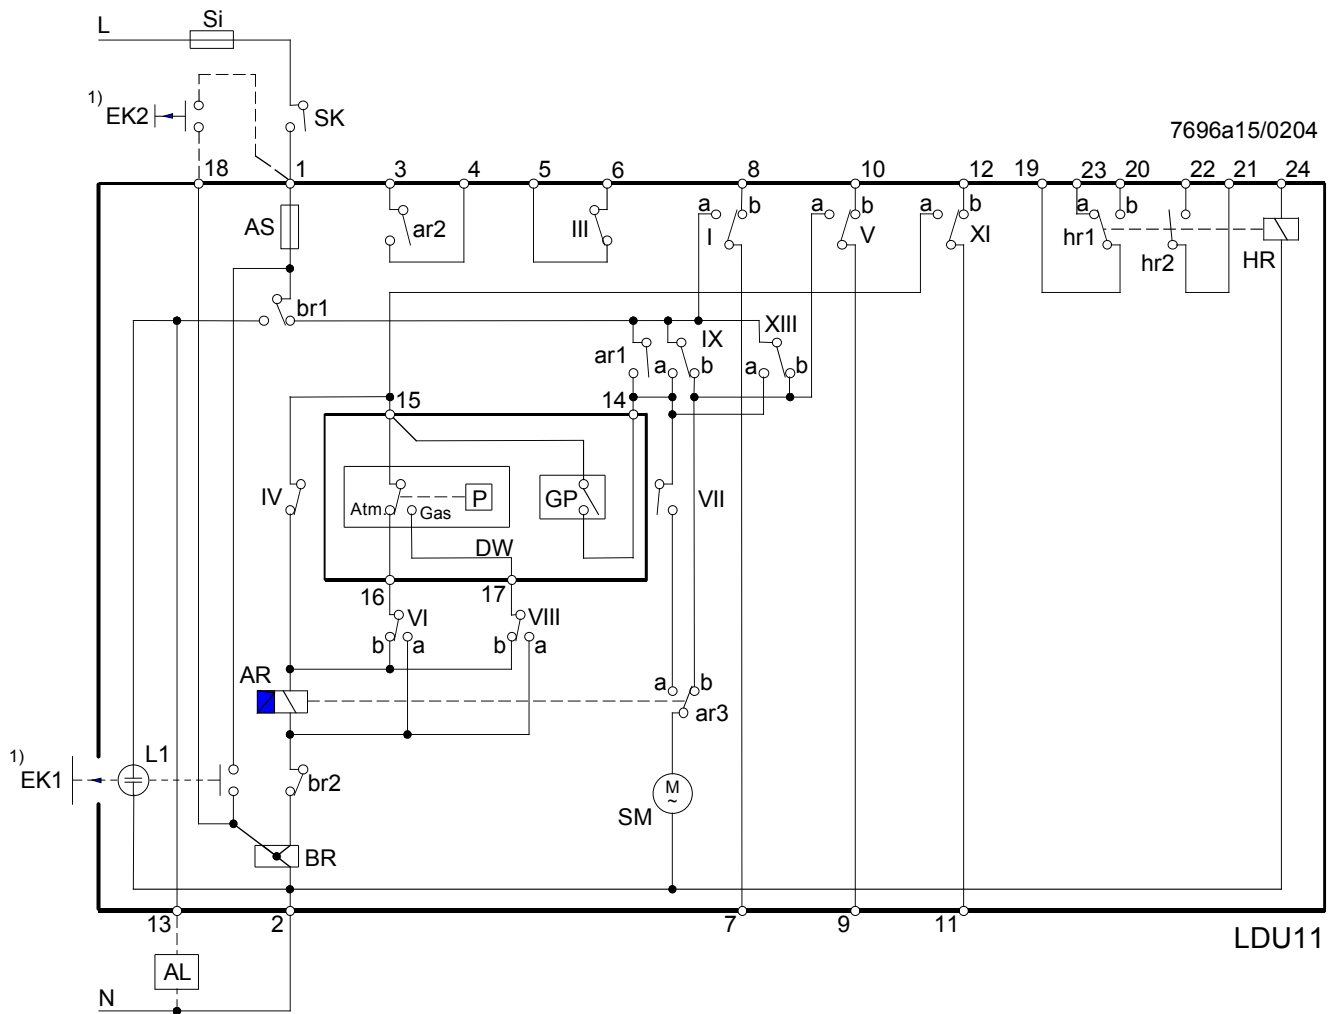 L
Si
1)
EK2
SK
7696a15/0204
18 1 3 4 5 6 8 10 12 19 23 20 22 21 24
AS
ar2
III
a b
I
a b
V
a b
XI
a b
hr1
hr2
HR
br1
ar1
IX
a b
XIII
a b
15
14
IV
Atm.
Gas
P
GP
VII
DW
16
17
VI
b a
VIII
b a
AR
a b
ar3
1)
EK1
L1
br2
M
~
SM
BR
13
2
7
9
11
LDU11
AL
N